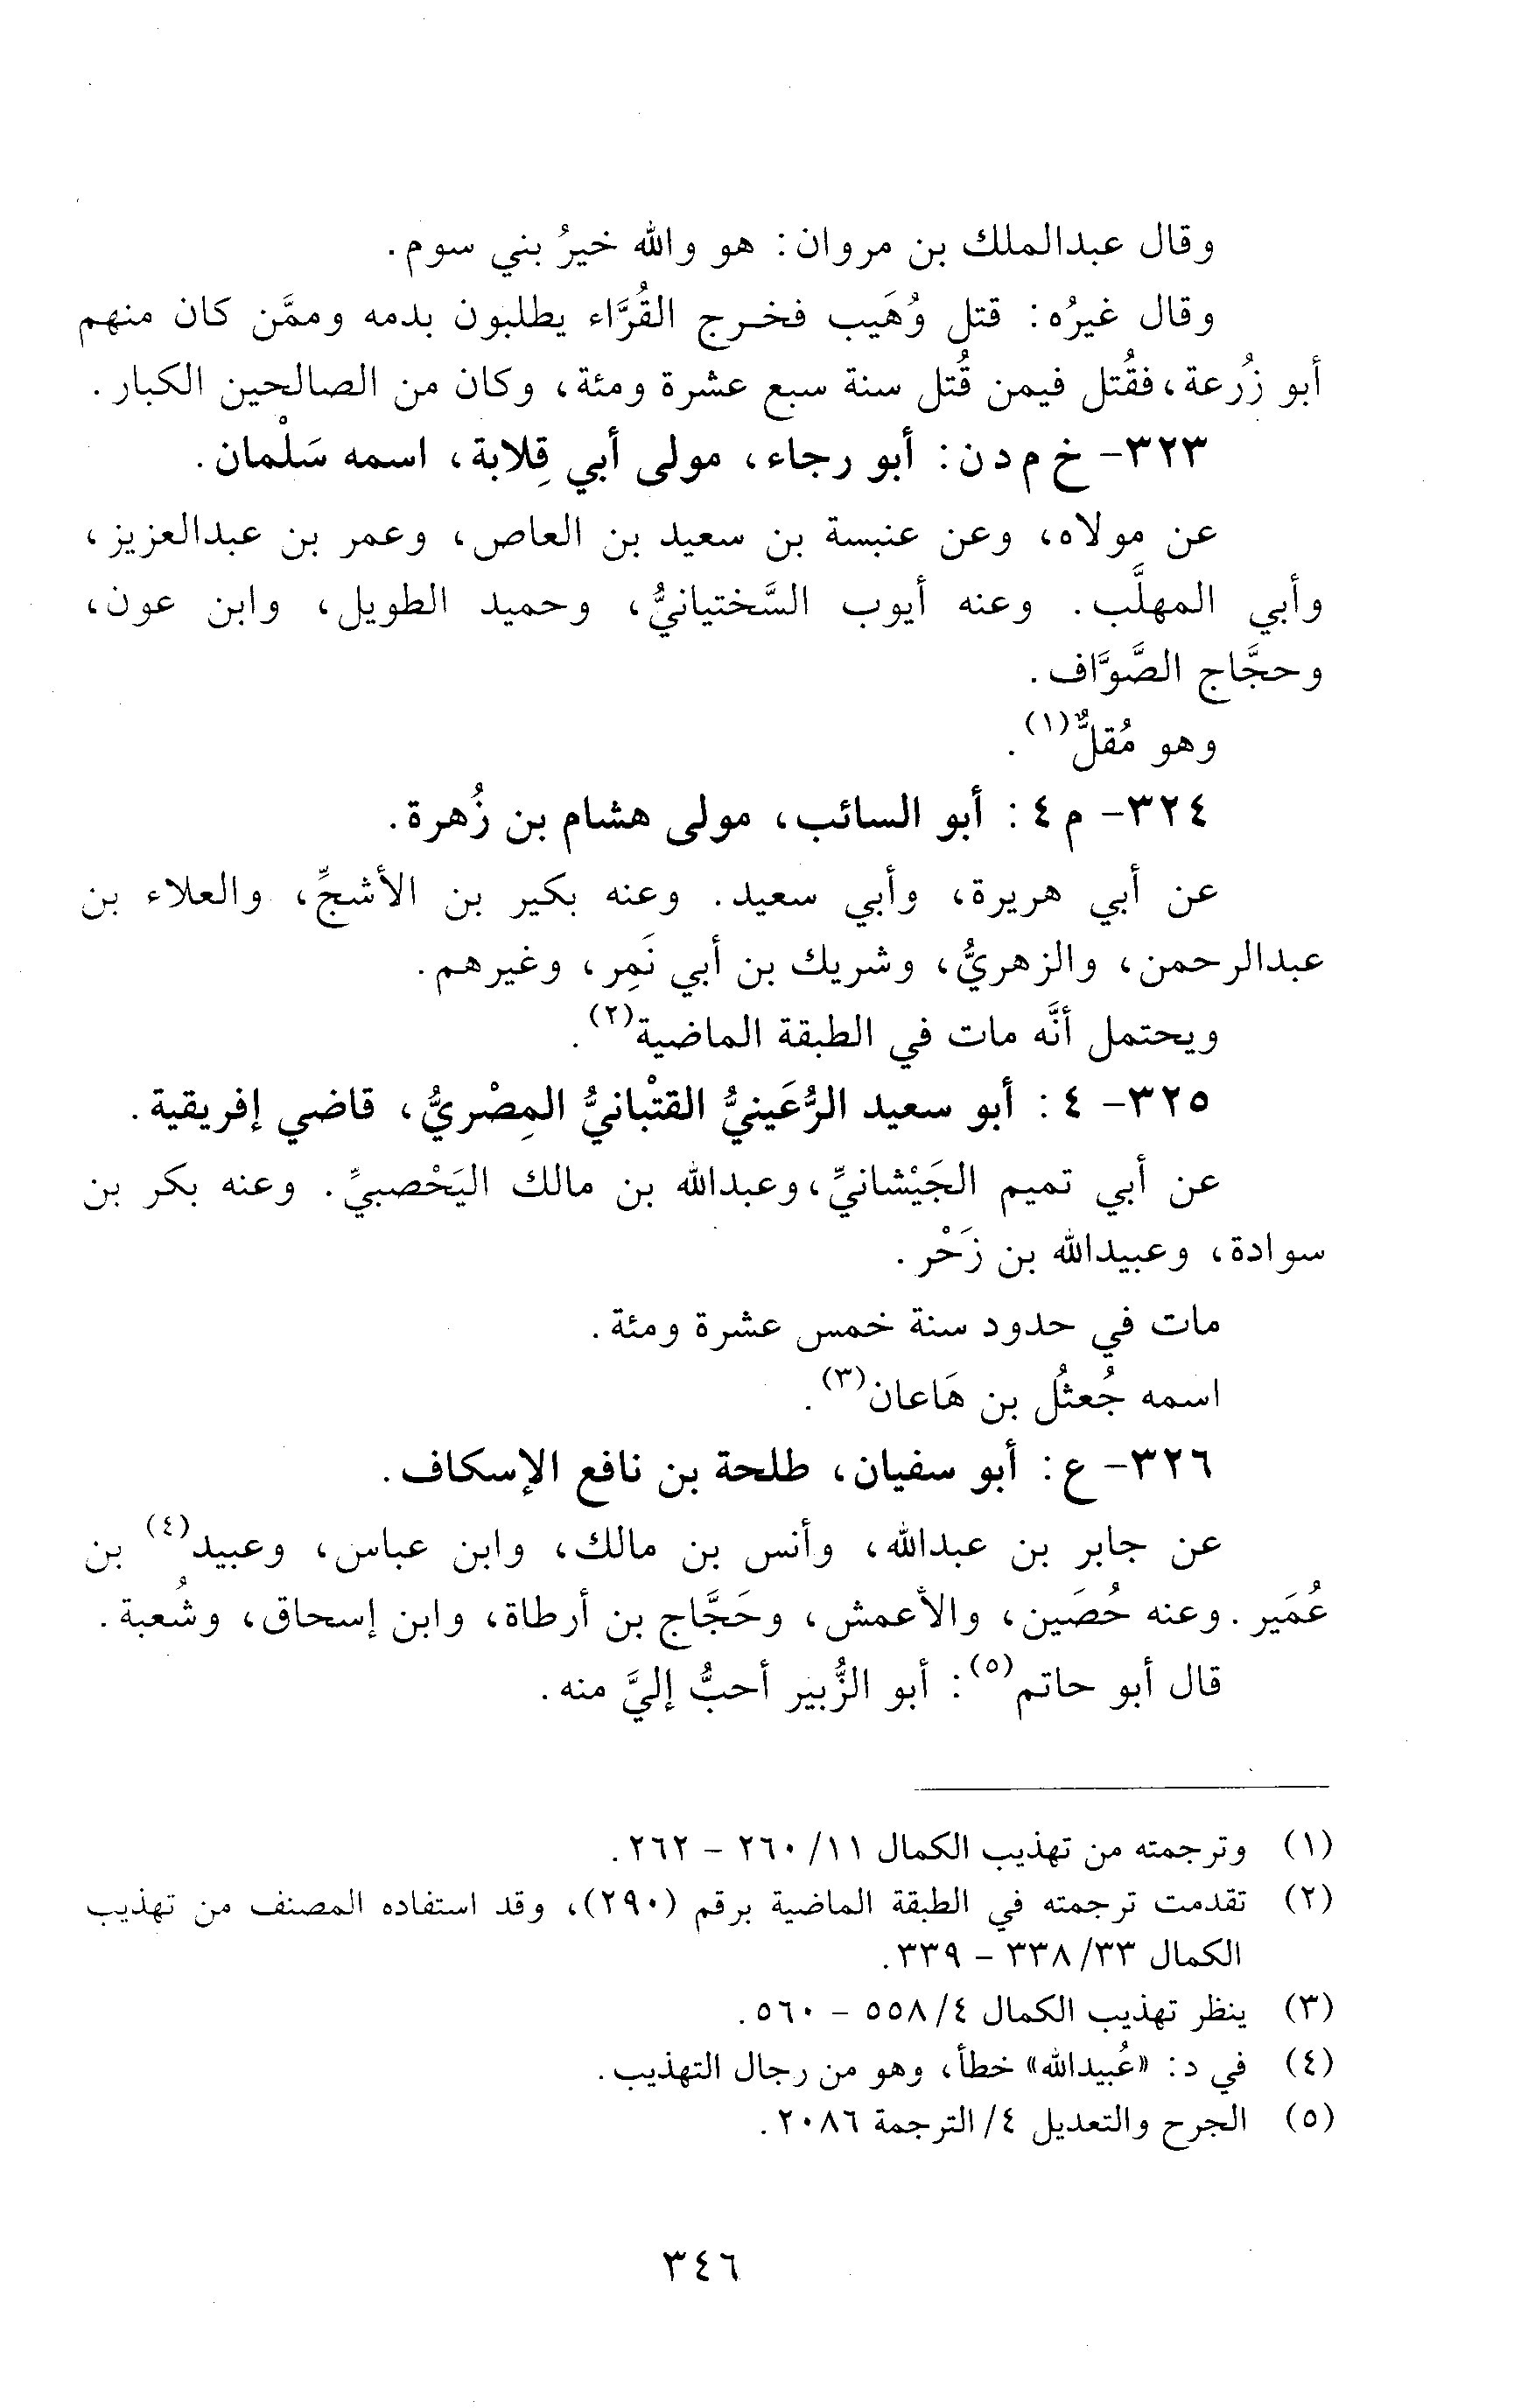 وقال عبدالملك بن مروان: هو والله خيرُ بني سوم.
وقال غيرُه: قتل وُهَيب فخرج القُرَّاء يطلبون بدمه وممَّن كان منهم
أبو زُرعة، فقُتل فيمن قُتل سنة سبع عشرة ومئة، وكان من الصالحين الكبار.
٣٢٣- خ م د ن: أبو رجاء، مولى أبي قِلابة، اسمه سَلْمان.
عن مولاه، وعن عنبسة بن سعيد بن العاص، وعمر بن عبدالعزيز،
وأبي المهلَّب. وعنه أيوب السَّختيانيُّ، وحميد الطويل، وابن عون،
وحجَّاج الصَّوَّاف.
وهو مُقلٌّ(١).
٣٢٤- م ٤: أبو السائب، مولى هشام بن زُهرة.
عن أبي هريرة، وأبي سعيد. وعنه بكير بن الأشجِّ، والعلاء بن
عبدالرحمن، والزهريُّ، وشريك بن أبي نَمِر، وغيرهم.
ويحتمل أنَّه مات في الطبقة الماضية(٢).
٣٢٥- ٤: أبو سعيد الرُّعَينيُّ القتْبانيُّ المِصْريُّ، قاضي إفريقية.
عن أبي تميم الجَيْشانيِّ، وعبدالله بن مالك اليَحْصبيِّ. وعنه بكر بن
سوادة، وعبيدالله بن زَحْر.
مات في حدود سنة خمس عشرة ومئة.
اسمه جُعثُل بن هَاعان(٣).
٣٢٦- ع: أبو سفيان، طلحة بن نافع الإسكاف.
عن جابر بن عبدالله، وأنس بن مالك، وابن عباس، وعبيد(٤) بن
عُمَير. وعنه حُصَين، والأعمش، وحَجَّاج بن أرطاة، وابن إسحاق، وشُعبة.
قال أبو حاتم(٥): أبو الزُّبير أحبُّ إليَّ منه.
(١) وترجمته من تهذيب الكمال ١١/ ٢٦٠ - ٢٦٢.
(٢) تقدمت ترجمته في الطبقة الماضية برقم (٢٩٠)، وقد استفاده المصنف من تهذيب
الكمال ٣٣/ ٣٣٨ - ٣٣٩.
(٣) ينظر تهذيب الكمال ٤/ ٥٥٨ - ٥٦٠.
(٤) في د: «عُبيدالله» خطأ، وهو من رجال التهذيب.
(٥) الجرح والتعديل ٤/ الترجمة ٢٠٨٦.
٣٤٦